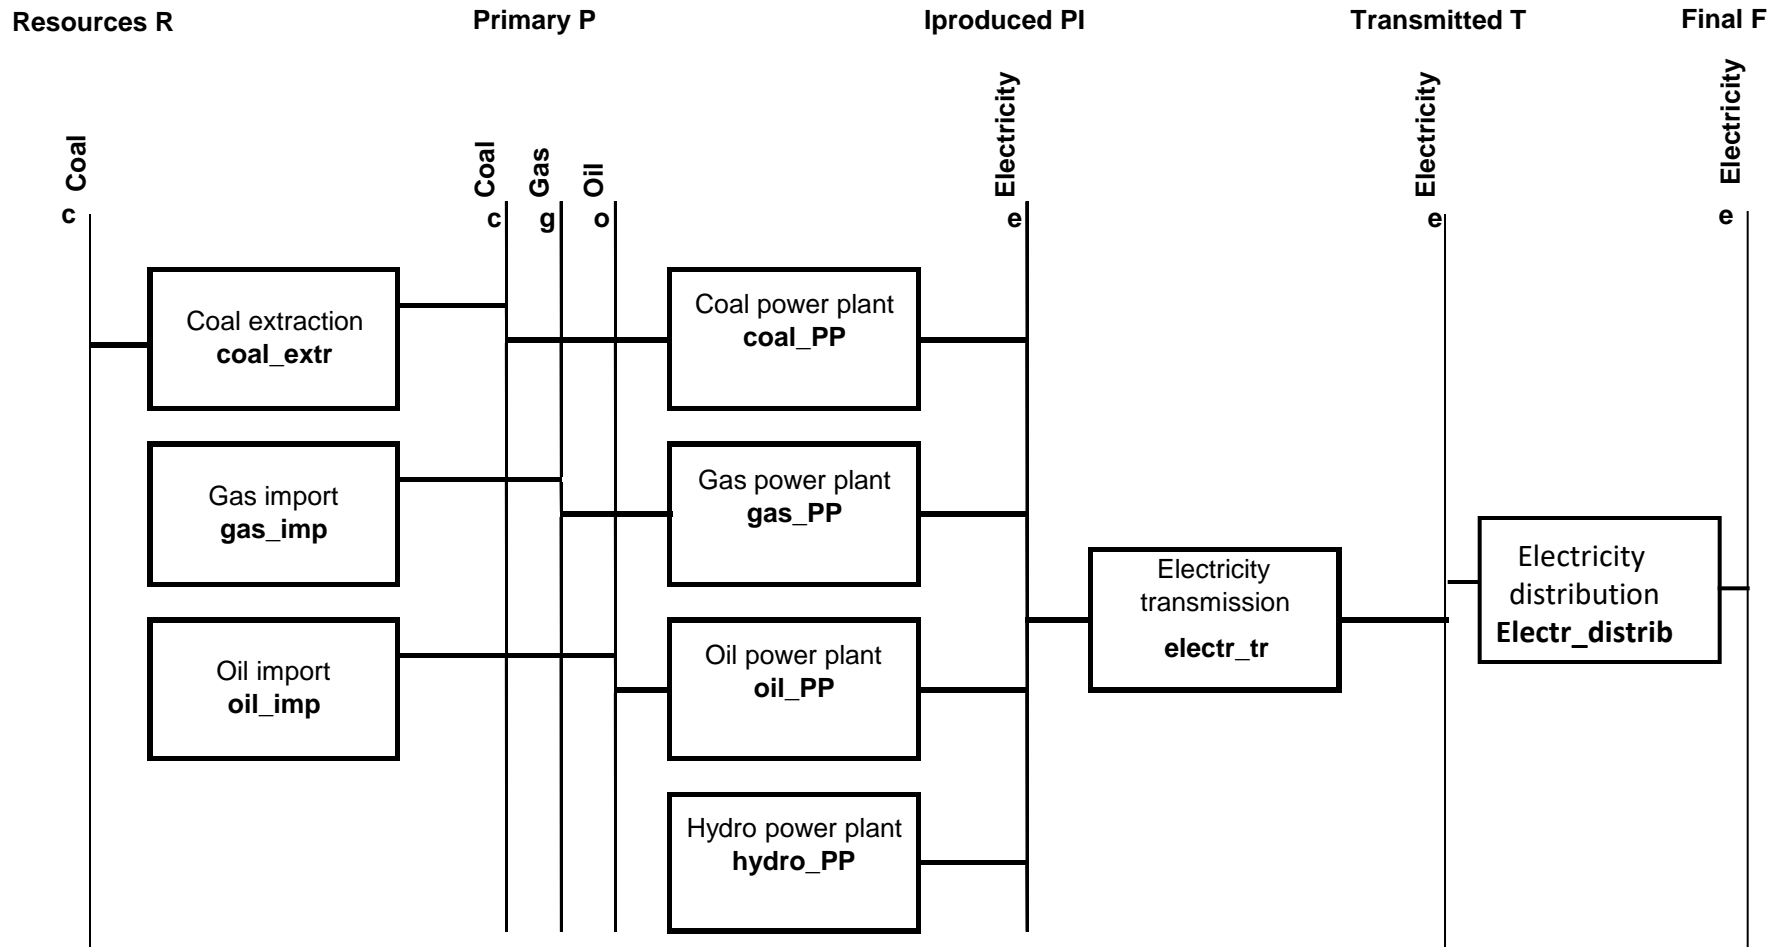 Resources R
Primary P
Iproduced PI
Transmitted T
Final F
Coal
c
Coal
c
Gas
g
Oil
o
Electricity
e
Electricity
e
Electricity
e
Coal extraction
coal_extr
Coal power plant
coal_PP
Gas import
gas_imp
Gas power plant
gas_PP
Electricity
transmission
electr_tr
Electricity
distribution
Electr_distrib
Oil import
oil_imp
Oil power plant
oil_PP
Hydro power plant
hydro_PP